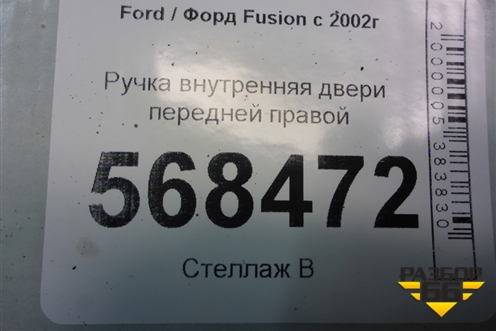 Ford / Форд Fusion с 2002г
Ручка внутренняя двери
передней правой
568472
Стеллаж В
2000005383830
РАЗБОР
66